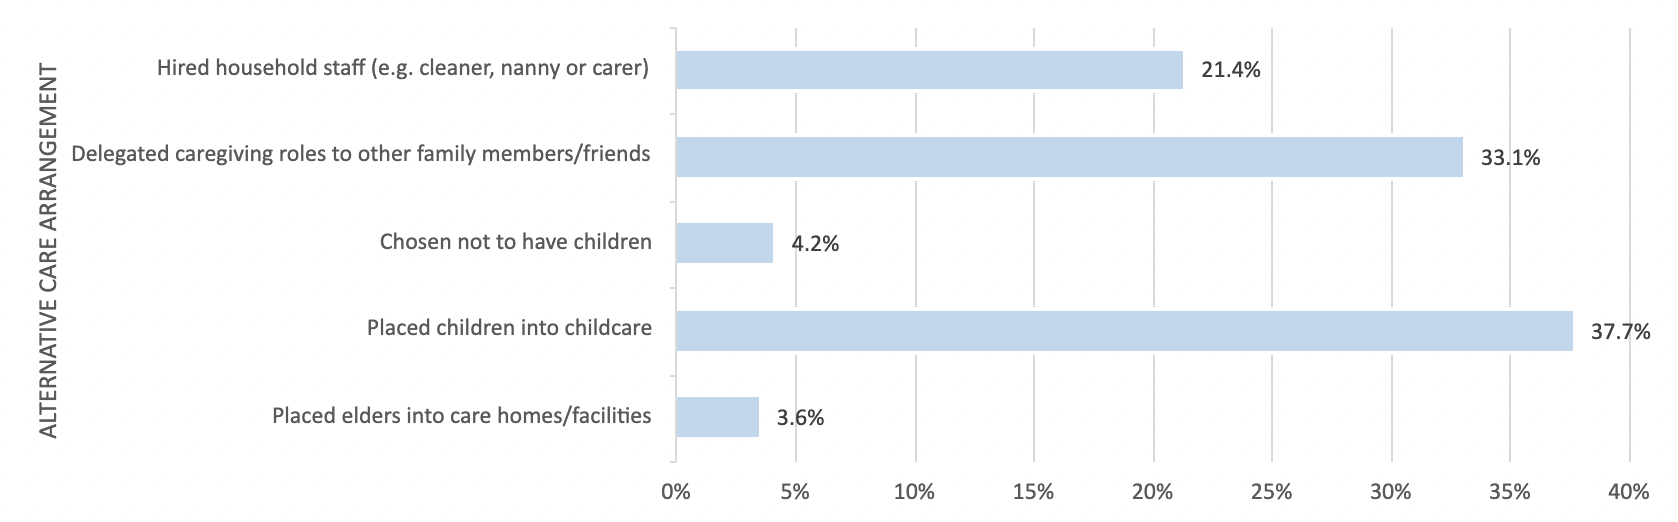 ALTERNATIVE CARE ARRANGEMENT
Hired household staff (e.g. cleaner, nanny or carer)
21.4%
Delegated caregiving roles to other family members/friends
33.1%
Chosen not to have children
4.2%
Placed children into childcare
37.7%
Placed elders into care homes/facilities
3.6%
0% 5% 10% 15% 20% 25% 30% 35% 40%